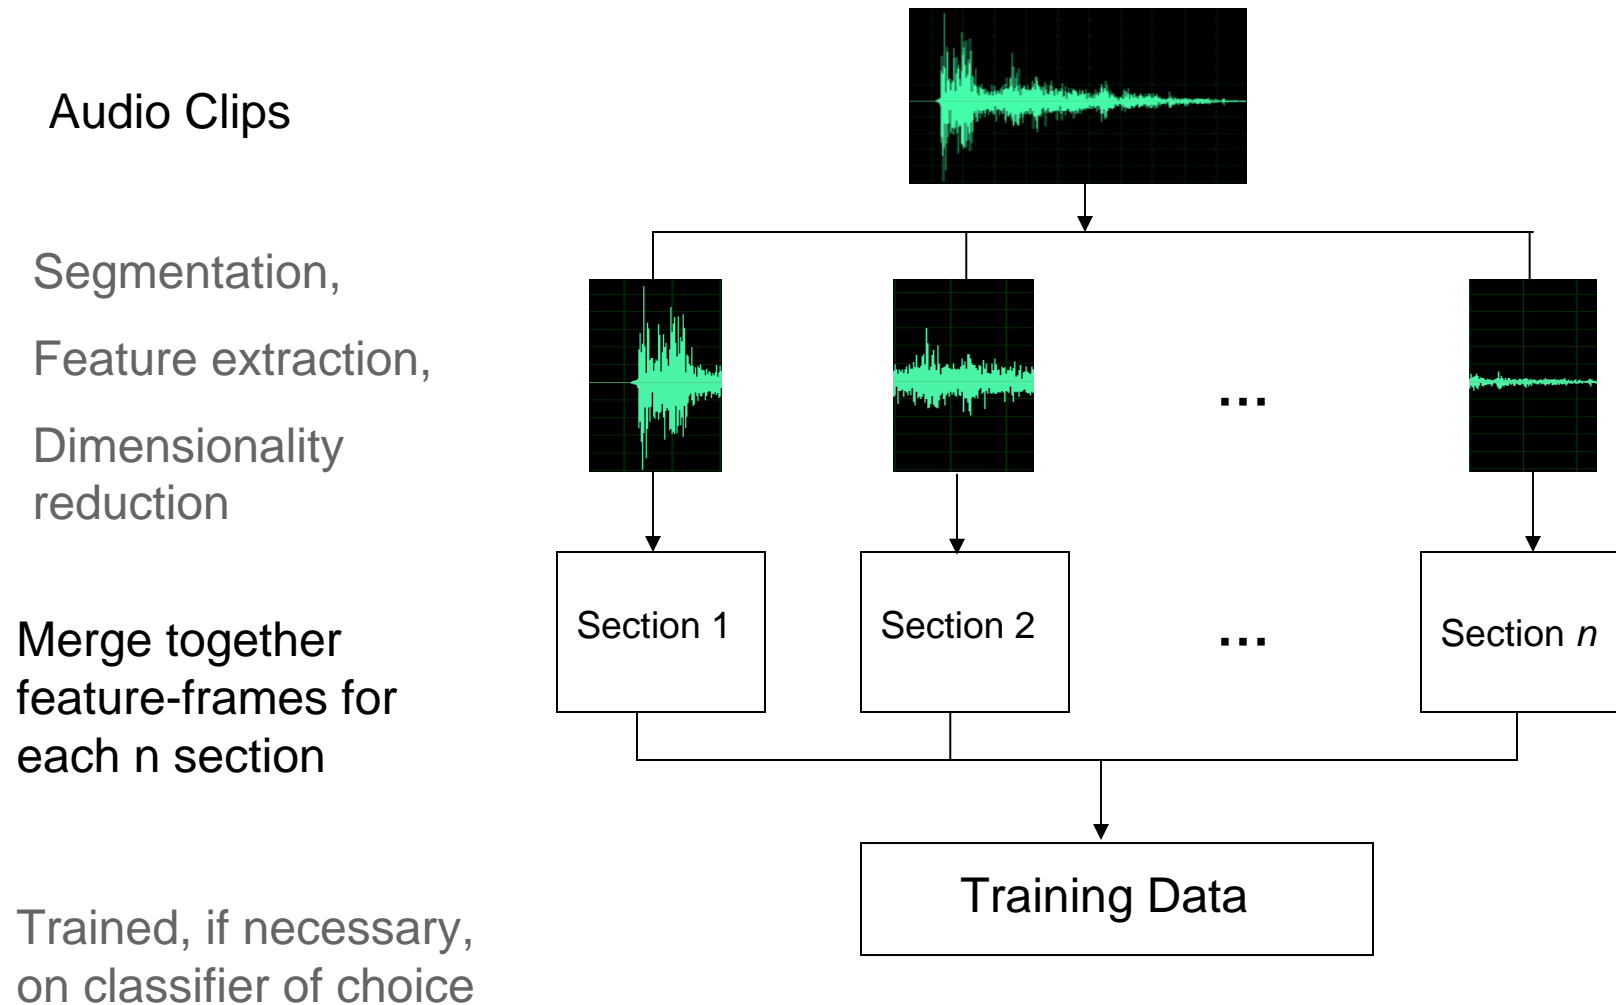 Audio Clips
Segmentation,
Feature extraction,
Dimensionality
reduction
...
Section 1
Section 2
...
Section n
Merge together
feature-frames for
each n section
Training Data
Trained, if necessary,
on classifier of choice